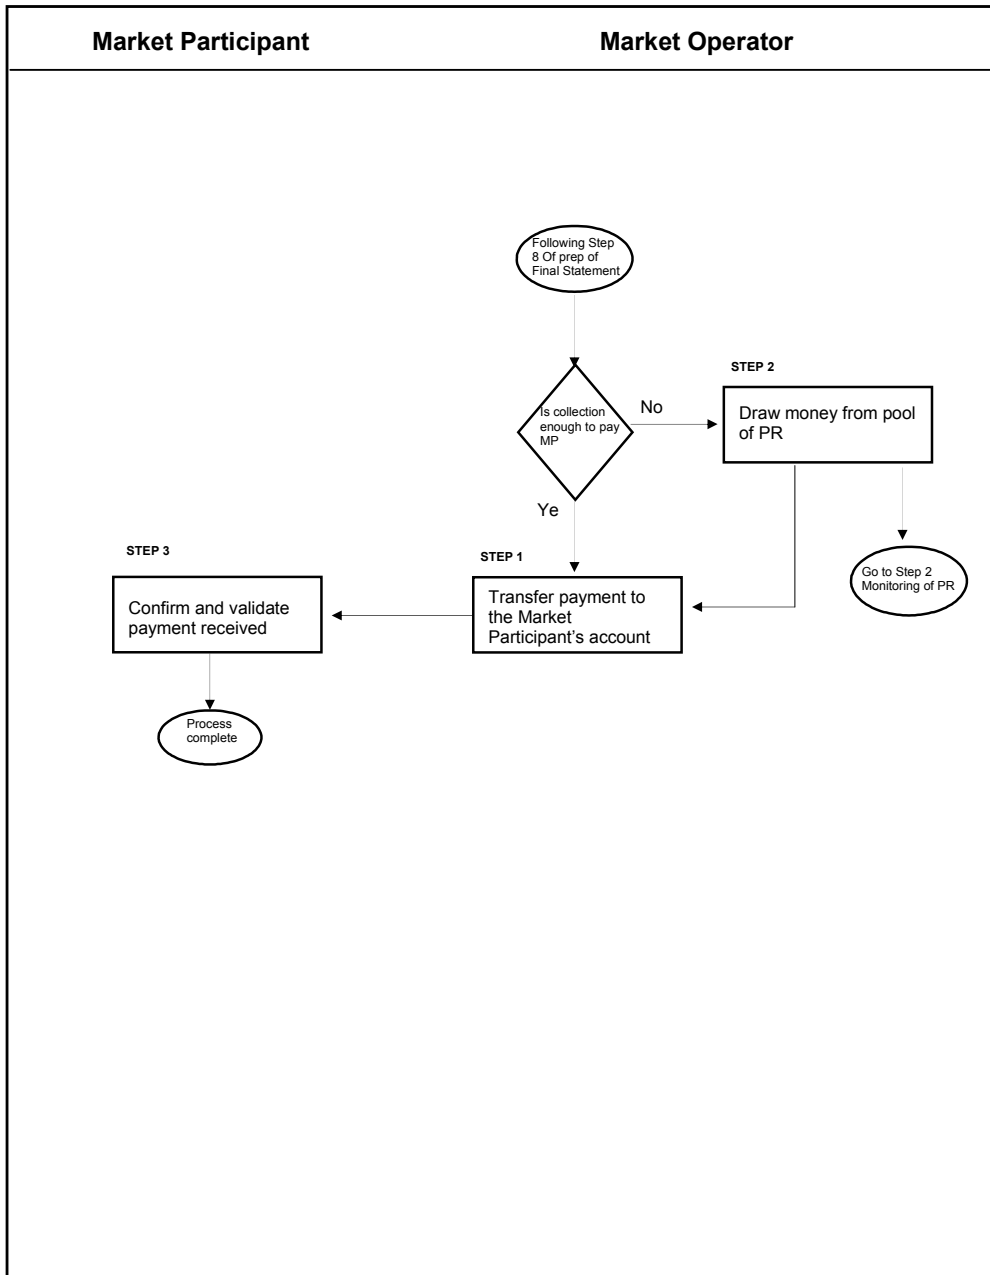 Market Participant
Market Operator
Following Step
8 Of prep of
Final Statement
STEP 2
Is collection
enough to pay
MP
No
Draw money from pool
of PR
Ye
STEP 3
STEP 1
Go to Step 2
Monitoring of PR
Confirm and validate
payment received
Transfer payment to
the Market
Participant’s account
Process
complete